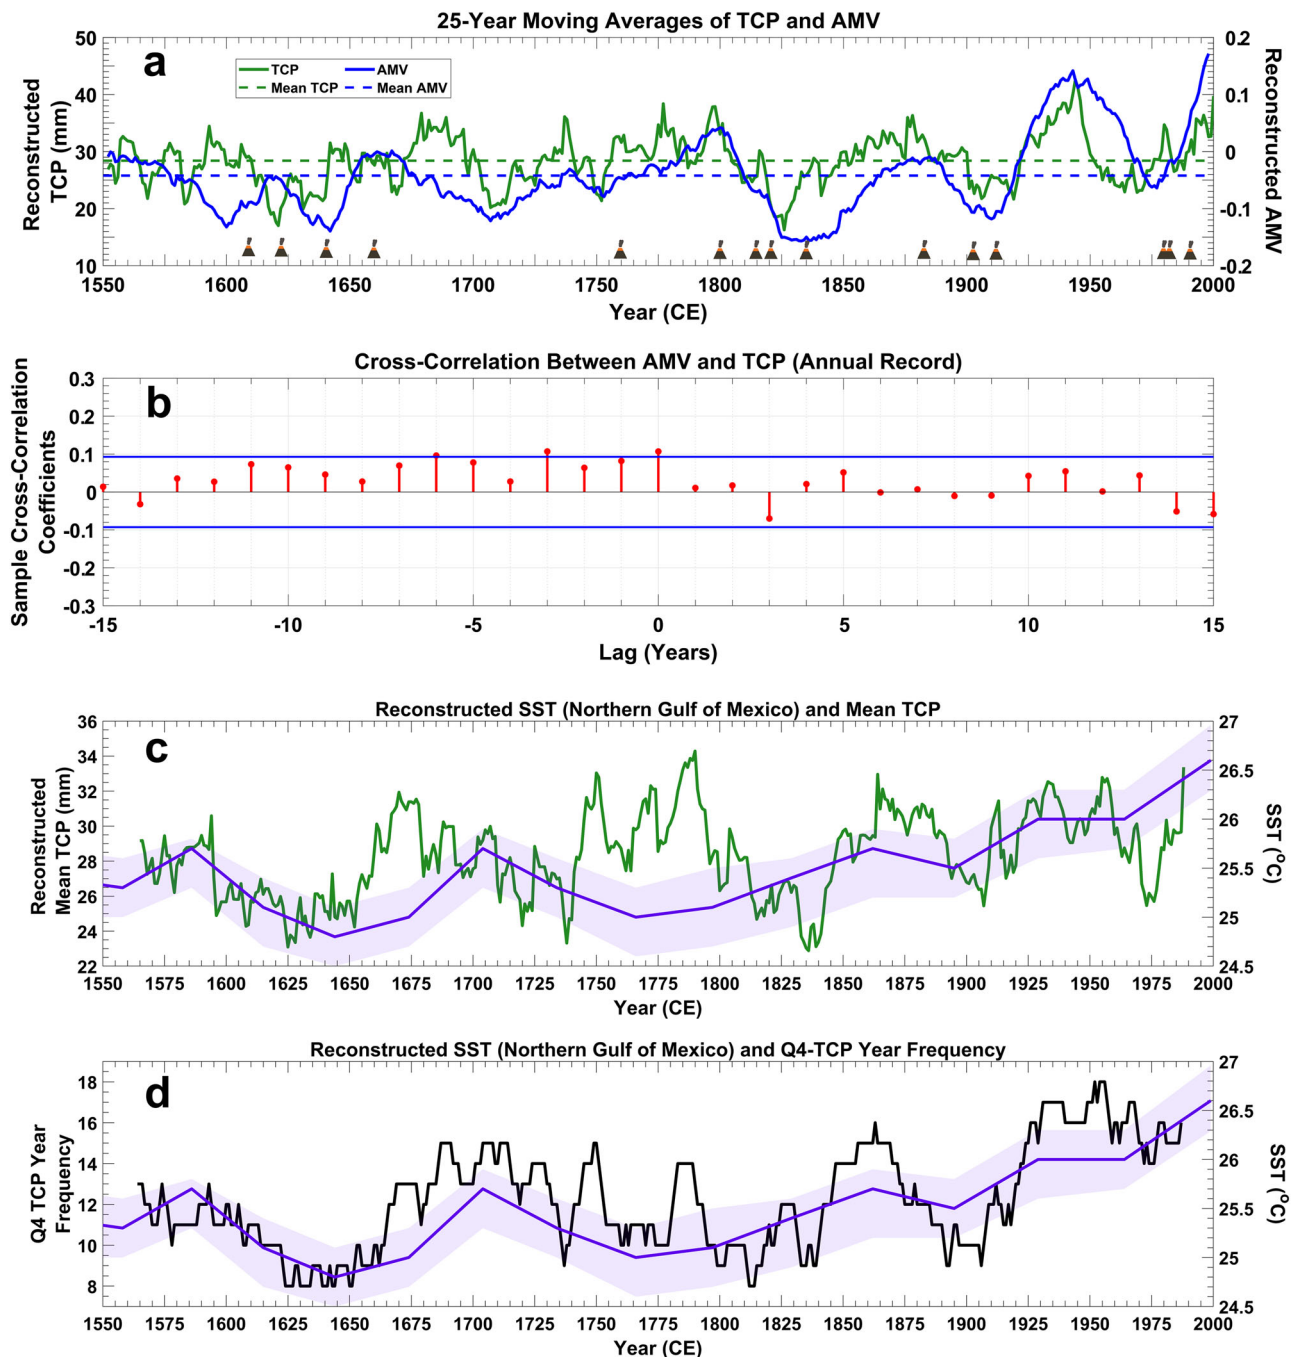 25-Year Moving Averages of TCP and AMV
a
TCP
AMV
Mean TCP
Mean AMV
Reconstructed
TCP (mm)
50
40
30
20
10
0.2
0.1
0
-0.1
-0.2
Reconstructed AMV
1550 1600 1650 1700 1750 1800 1850 1900 1950 2000
Year (CE)
Cross-Correlation Between AMV and TCP (Annual Record)
b
Sample Cross-Correlation
Coefficients
0.3
0.2
0.1
0
-0.1
-0.2
-0.3
-15 -10 -5 0 5 10 15
Lag (Years)
Reconstructed SST (Northern Gulf of Mexico) and Mean TCP
c
Reconstructed
Mean TCP (mm)
36
34
32
30
28
26
24
22
27
26.5
26
25.5
25
24.5
SST (°C)
1550 1575 1600 1625 1650 1675 1700 1725 1750 1775 1800 1825 1850 1875 1900 1925 1950 1975 2000
Year (CE)
Reconstructed SST (Northern Gulf of Mexico) and Q4-TCP Year Frequency
d
Q4 TCP Year
Frequency
18
16
14
12
10
8
27
26.5
26
25.5
25
24.5
SST (°C)
1550 1575 1600 1625 1650 1675 1700 1725 1750 1775 1800 1825 1850 1875 1900 1925 1950 1975 2000
Year (CE)